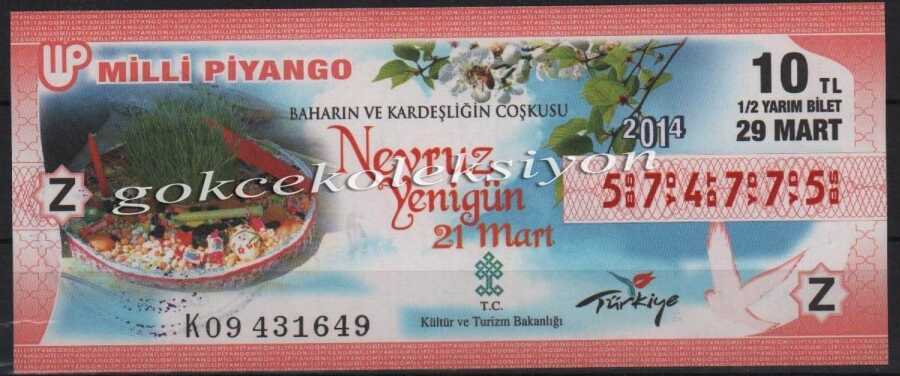 MİLLİ PİYANGO
BAHARIN VE KARDEŞLİĞİN COŞKUSU
Nevruz
Yenigün
21 Mart
2014
10 TL
1/2 YARIM BİLET
29 MART
5 7 4 7 7 5
Z
gokcekoleksiyon
T.C.
Kültür ve Turizm Bakanlığı
Türkiye
Z
K09 431649